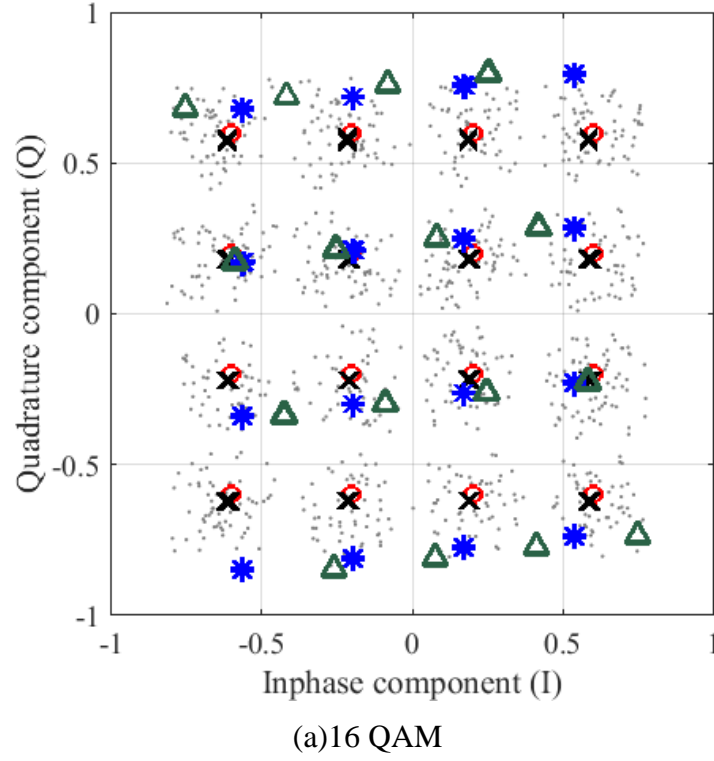 1
0.5
0
-0.5
-1
Quadrature component (Q)
-1 -0.5 0 0.5 1
Inphase component (I)
(a)16 QAM